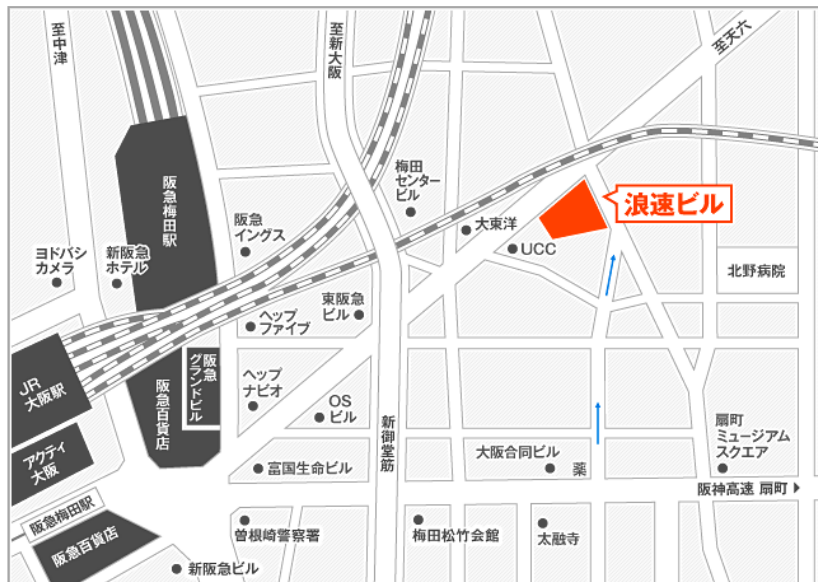 至中津
至新大阪
至天六
阪急梅田駅
梅田
センター
ビル
浪速ビル
阪急
イングス
大東洋
UCC
ヨドバシ
カメラ
新阪急
ホテル
北野病院
東阪急
ビル
ヘップ
ファイブ
JR
大阪駅
阪急百貨店
阪急
グランドビル
ヘップ
ナビオ
OS
ビル
新御堂筋
扇町
ミュージアム
スクエア
アクティ
大阪
富国生命ビル
大阪合同ビル
薬
阪神高速 扇町
阪急梅田駅
阪急百貨店
曽根崎警察署
梅田松竹会館
太融寺
新阪急ビル